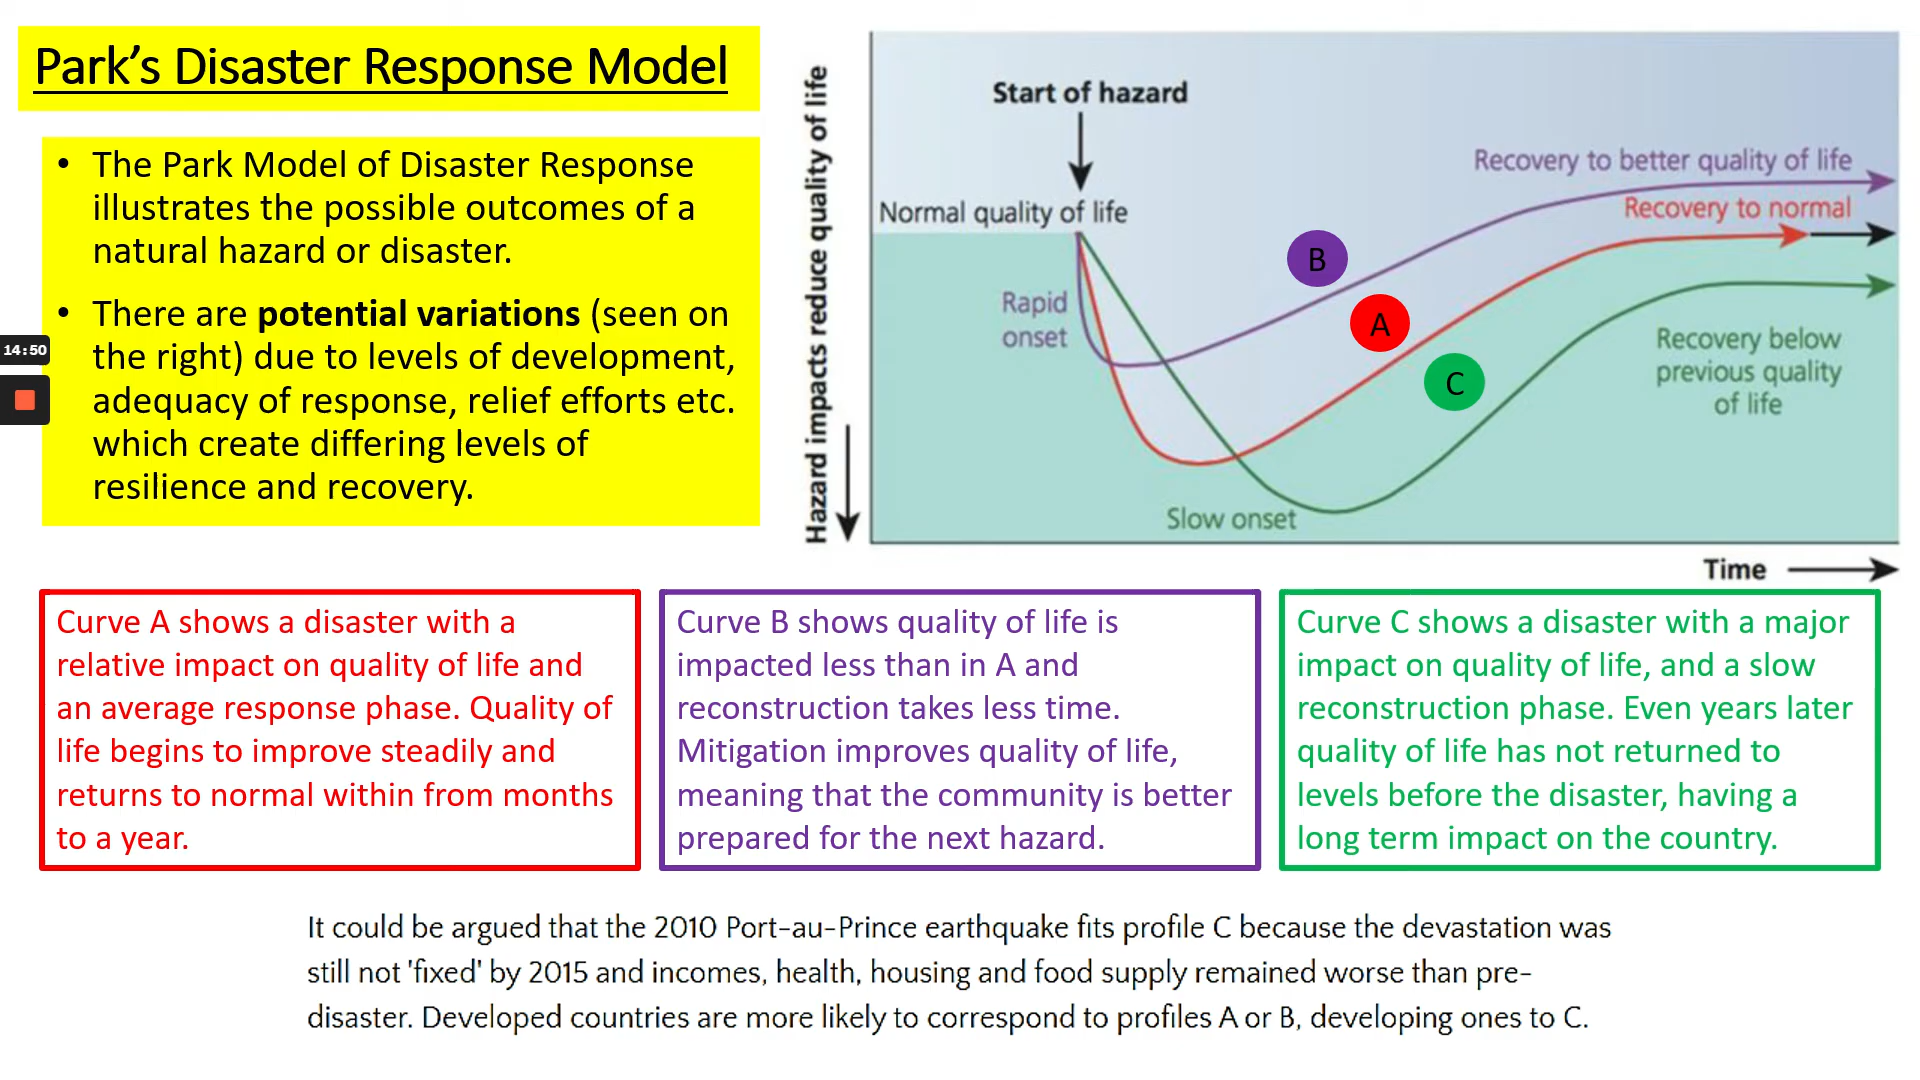 Park's Disaster Response Model
• The Park Model of Disaster Response
illustrates the possible outcomes of a
natural hazard or disaster.
• There are potential variations (seen on
the right) due to levels of development,
adequacy of response, relief efforts etc.
which create differing levels of
resilience and recovery.
14:50
Hazard impacts reduce quality of life
Start of hazard
Normal quality of life
Rapid
onset
Slow onset
B
A
C
Recovery to better quality of life
Recovery to normal
Recovery below
previous quality
of life
Time
Curve A shows a disaster with a
relative impact on quality of life and
an average response phase. Quality of
life begins to improve steadily and
returns to normal within from months
to a year.
Curve B shows quality of life is
impacted less than in A and
reconstruction takes less time.
Mitigation improves quality of life,
meaning that the community is better
prepared for the next hazard.
Curve C shows a disaster with a major
impact on quality of life, and a slow
reconstruction phase. Even years later
quality of life has not returned to
levels before the disaster, having a
long term impact on the country.
It could be argued that the 2010 Port-au-Prince earthquake fits profile C because the devastation was
still not 'fixed' by 2015 and incomes, health, housing and food supply remained worse than pre-
disaster. Developed countries are more likely to correspond to profiles A or B, developing ones to C.